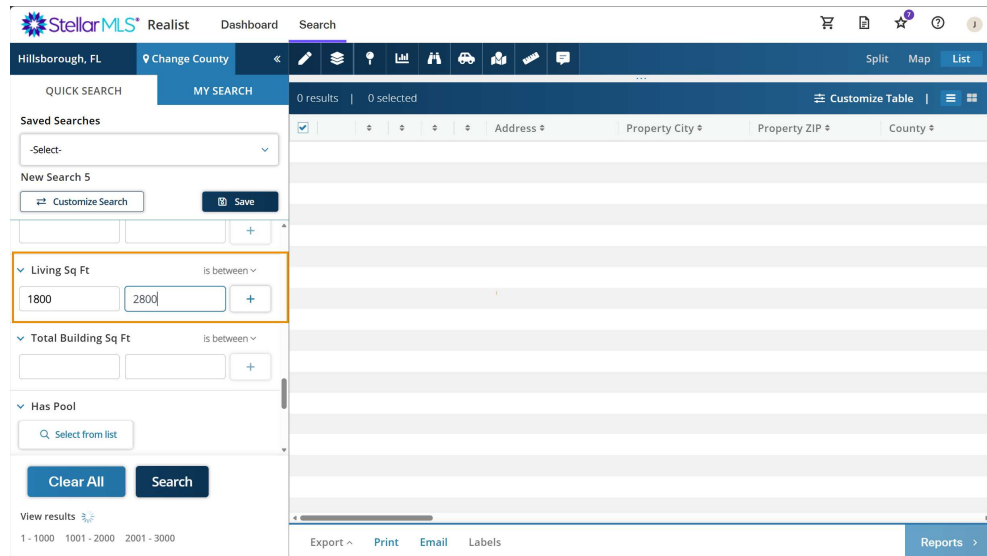 StellarMLS Realist Dashboard Search 7 J
Hillsborough, FL Change County « Split Map List
QUICK SEARCH MY SEARCH 0 results | 0 selected Customize Table |
Saved Searches Address Property City Property ZIP County
-Select-
New Search 5
Customize Search Save
+
Living Sq Ft is between
1800 2800 +
Total Building Sq Ft is between
+
Has Pool
Select from list
Clear All Search
View results
1 - 1000 1001 - 2000 2001 - 3000
Export Print Email Labels Reports